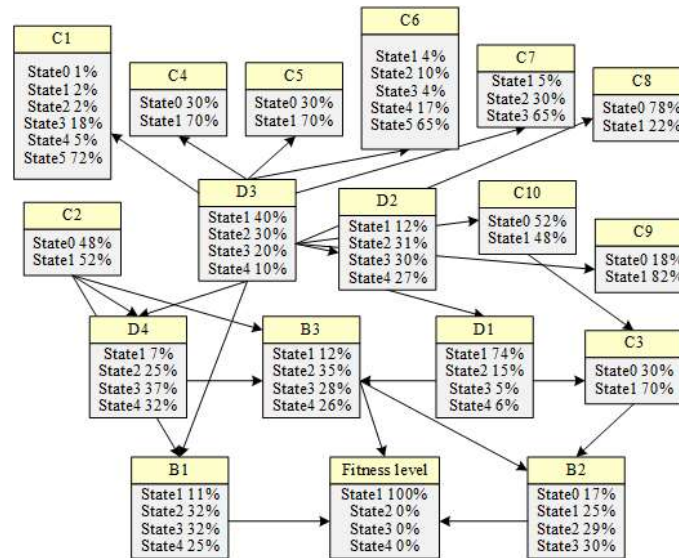 C1
State0 1%
State1 2%
State2 2%
State3 18%
State4 5%
State5 72%
C4
State0 30%
State1 70%
C5
State0 30%
State1 70%
C6
State1 4%
State2 10%
State3 4%
State4 17%
State5 65%
C7
State1 5%
State2 30%
State3 65%
C8
State0 78%
State1 22%
C2
State0 48%
State1 52%
D3
State1 40%
State2 30%
State3 20%
State4 10%
D2
State1 12%
State2 31%
State3 30%
State4 27%
C10
State0 52%
State1 48%
C9
State0 18%
State1 82%
D4
State1 7%
State2 25%
State3 37%
State4 32%
B3
State1 12%
State2 35%
State3 28%
State4 26%
D1
State1 74%
State2 15%
State3 5%
State4 6%
C3
State0 30%
State1 70%
B1
State1 11%
State2 32%
State3 32%
State4 25%
Fitness level
State1 100%
State2 0%
State3 0%
State4 0%
B2
State0 17%
State1 25%
State2 29%
State3 30%